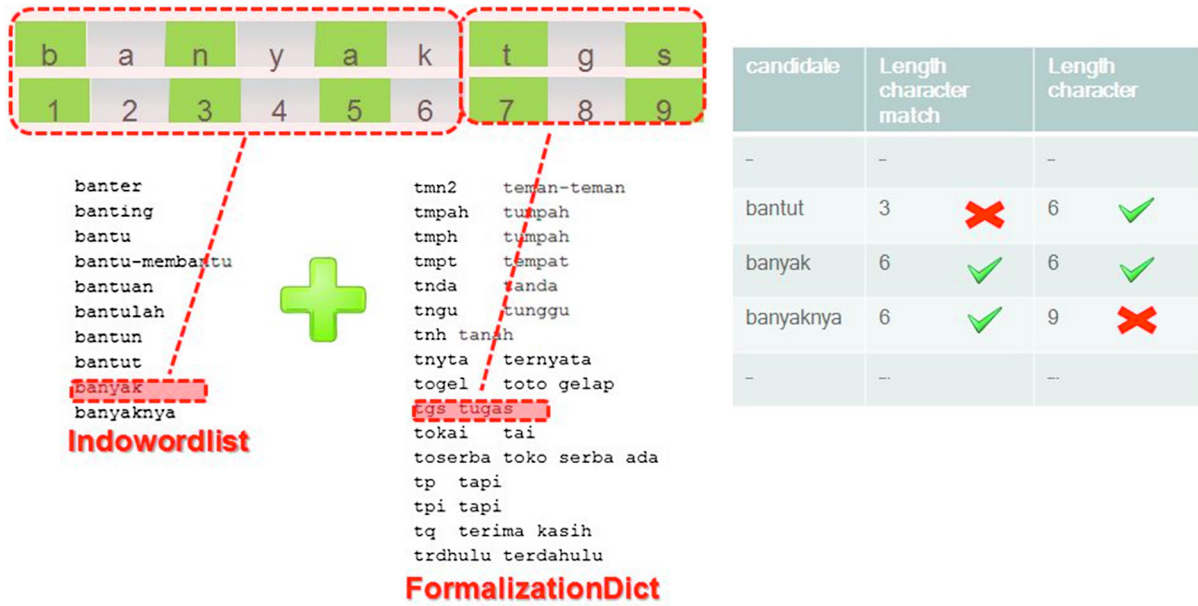 b a n y a k t g s
1 2 3 4 5 6 7 8 9
banter
banting
bantu
bantu-membantu
bantuan
bantulah
bantun
bantut
banyak
banyaknya
Indowordlist
tmn2 teman-teman
tmpah tumpah
tmph tumpah
tmpt tempat
tnda tanda
tngu tunggu
tnh tanah
tnyta ternyata
togel toto gelap
tgs tugas
tokai tai
toserba toko serba ada
tp tapi
tpi tapi
tq terima kasih
trdhulu terdahulu
FormalizationDict
candidate Length character match Length character
– – –
bantut 3 6
banyak 6 6
banyaknya 6 9
– –. –.